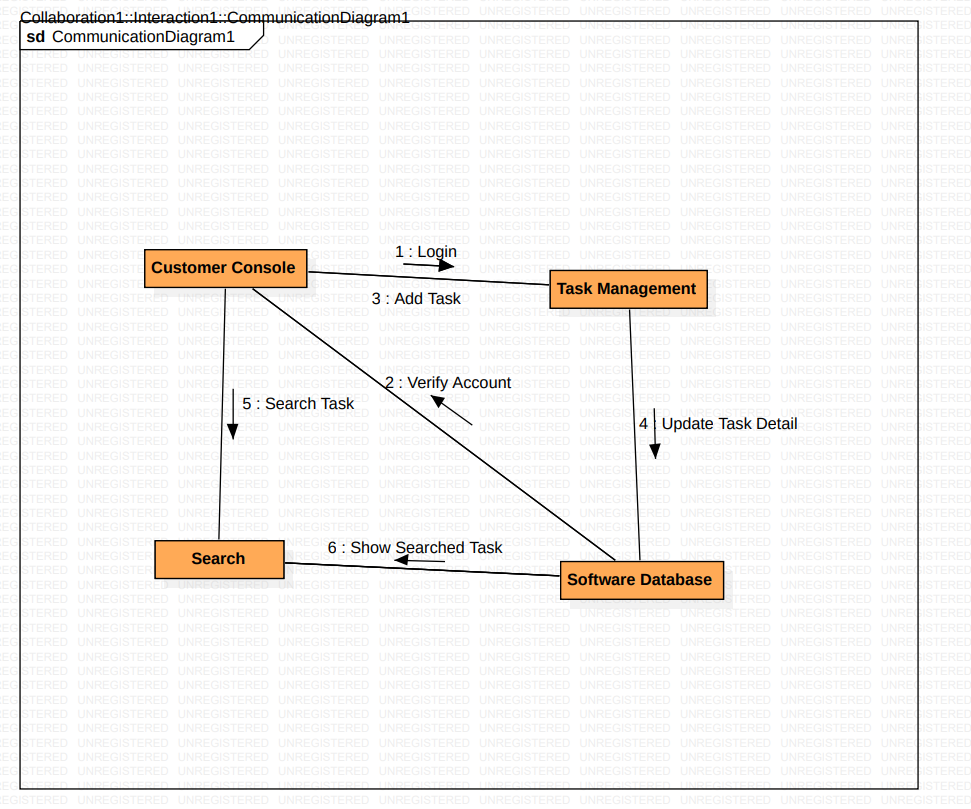 Collaboration1::Interaction1::CommunicationDiagram1
sd CommunicationDiagram1
1 : Login
Customer Console
Task Management
3 : Add Task
2 : Verify Account
5 : Search Task
4 : Update Task Detail
6 : Show Searched Task
Search
Software Database
UNREGISTERED